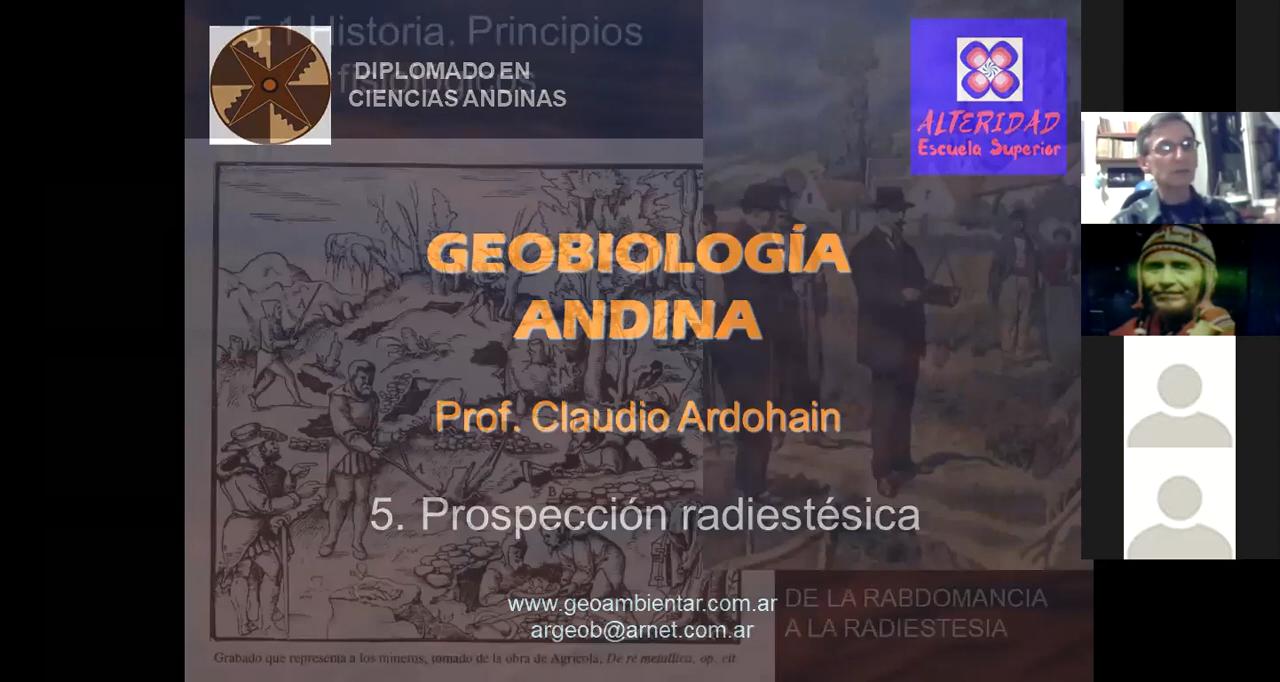 5.1 Historia. Principios
fisiológicos
DIPLOMADO EN
CIENCIAS ANDINAS
ALTERIDAD
Escuela Superior
GEOBIOLOGÍA
ANDINA
Prof. Claudio Ardohain
5. Prospección radiestésica
www.geoambientar.com.ar
argeob@arnet.com.ar
DE LA RABDOMANCIA
A LA RADIESTESIA
Grabado que representa a los mineros, tomado de la obra de Agrícola, De re metallica, op. cit.